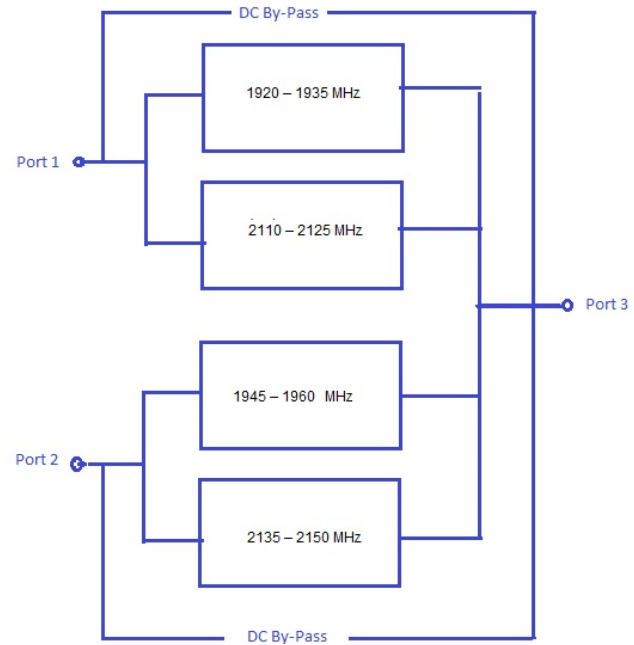 DC By-Pass
1920 – 1935 MHz
Port 1
2110 – 2125 MHz
Port 3
1945 – 1960 MHz
Port 2
2135 – 2150 MHz
DC By-Pass